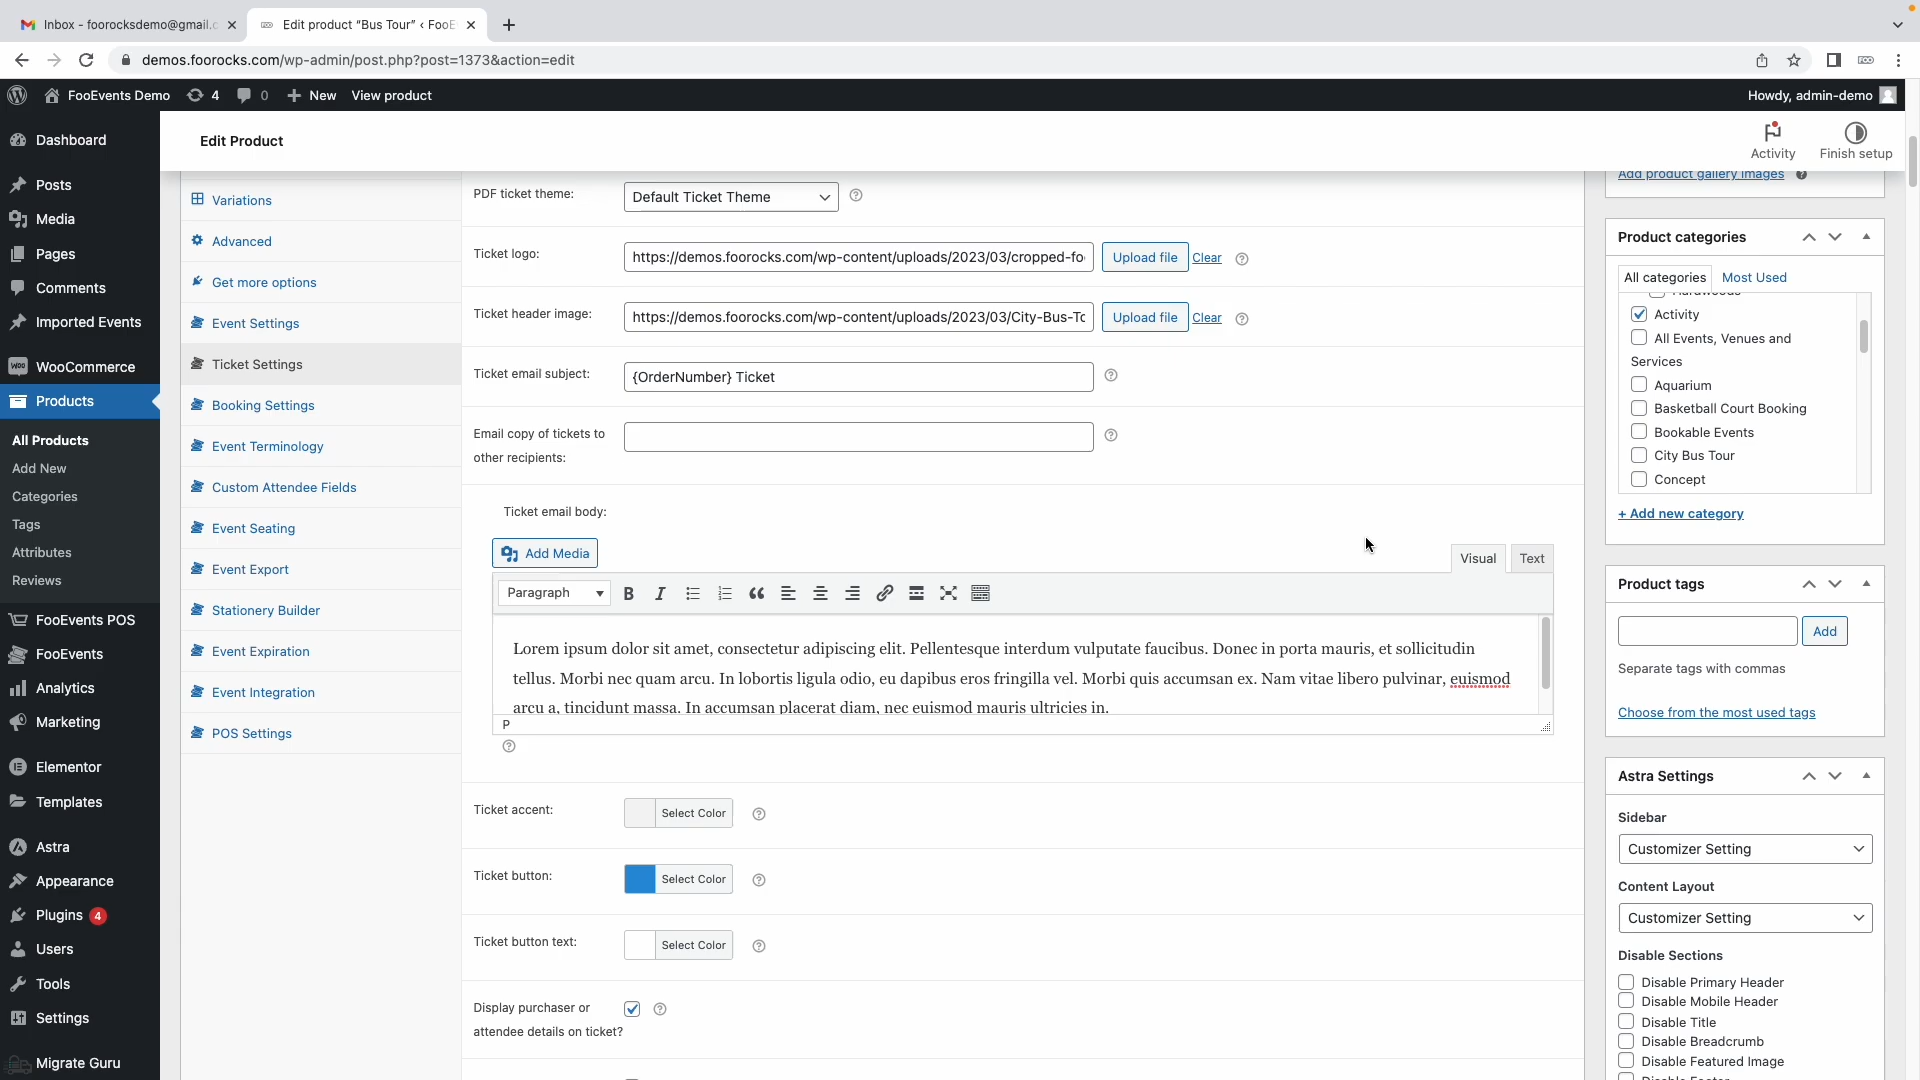 Inbox - foorocksdemo@gmail.c
Edit product “Bus Tour” ‹ FooE
demos.foorocks.com/wp-admin/post.php?post=1373&action=edit
FooEvents Demo 4 0 New View product Howdy, admin-demo
Edit Product
Activity
Finish setup
Dashboard
Posts
Media
Pages
Comments
Imported Events
WooCommerce
Products
All Products
Add New
Categories
Tags
Attributes
Reviews
FooEvents POS
FooEvents
Analytics
Marketing
Elementor
Templates
Astra
Appearance
Plugins 4
Users
Tools
Settings
Migrate Guru
Variations
Advanced
Get more options
Event Settings
Ticket Settings
Booking Settings
Event Terminology
Custom Attendee Fields
Event Seating
Event Export
Stationery Builder
Event Expiration
Event Integration
POS Settings
PDF ticket theme: Default Ticket Theme
Ticket logo: https://demos.foorocks.com/wp-content/uploads/2023/03/cropped-fo Upload file Clear
Ticket header image: https://demos.foorocks.com/wp-content/uploads/2023/03/City-Bus-To Upload file Clear
Ticket email subject: {OrderNumber} Ticket
Email copy of tickets to
other recipients:
Ticket email body:
Add Media
Visual Text
Paragraph
Lorem ipsum dolor sit amet, consectetur adipiscing elit. Pellentesque interdum vulputate faucibus. Donec in porta mauris, et sollicitudin
tellus. Morbi nec quam arcu. In lobortis ligula odio, eu dapibus eros fringilla vel. Morbi quis accumsan ex. Nam vitae libero pulvinar, euismod
arcu a, tincidunt massa. In accumsan placerat diam, nec euismod mauris ultricies in.
P
Ticket accent: Select Color
Ticket button: Select Color
Ticket button text: Select Color
Display purchaser or
attendee details on ticket?
Add product gallery images
Product categories
All categories Most Used
Hardwoods
Activity
All Events, Venues and
Services
Aquarium
Basketball Court Booking
Bookable Events
City Bus Tour
Concept
+ Add new category
Product tags
Add
Separate tags with commas
Choose from the most used tags
Astra Settings
Sidebar
Customizer Setting
Content Layout
Customizer Setting
Disable Sections
Disable Primary Header
Disable Mobile Header
Disable Title
Disable Breadcrumb
Disable Featured Image
Disable Footer